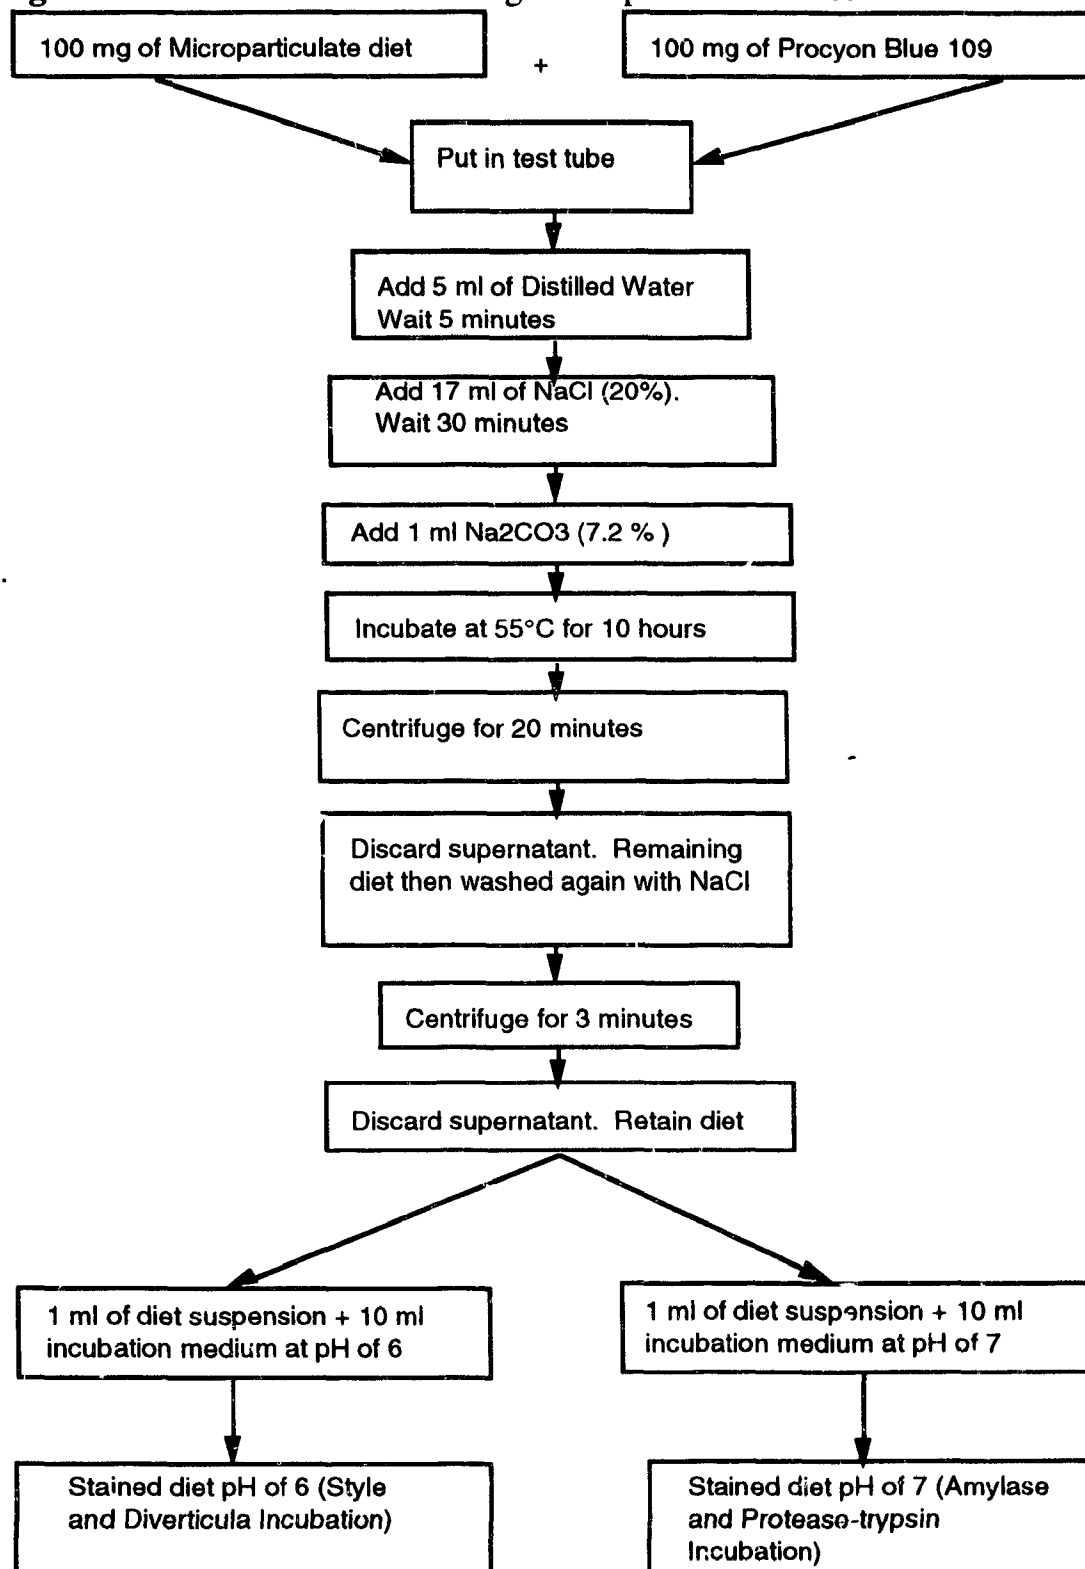 100 mg of Microparticulate diet
+
100 mg of Procyon Blue 109
Put in test tube
Add 5 ml of Distilled Water
Wait 5 minutes
Add 17 ml of NaCl (20%).
Wait 30 minutes
Add 1 ml Na2CO3 (7.2 % )
Incubate at 55°C for 10 hours
Centrifuge for 20 minutes
Discard supernatant. Remaining
diet then washed again with NaCl
Centrifuge for 3 minutes
Discard supernatant. Retain diet
1 ml of diet suspension + 10 ml
incubation medium at pH of 6
1 ml of diet suspension + 10 ml
incubation medium at pH of 7
Stained diet pH of 6 (Style
and Diverticula Incubation)
Stained diet pH of 7 (Amylase
and Protease-trypsin
Incubation)